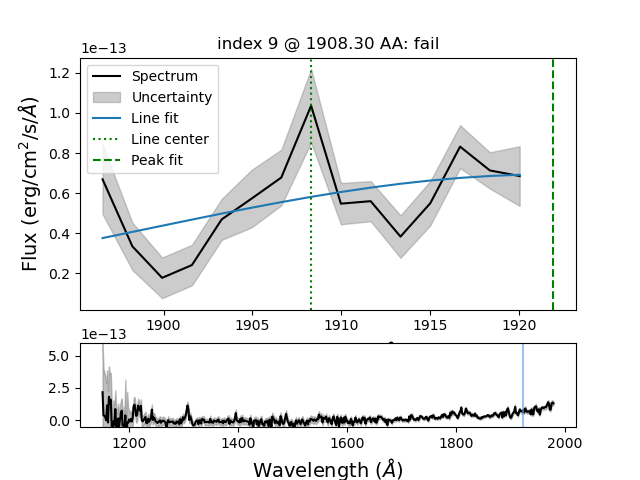 index 9 @ 1908.30 AA: fail
1e−13
Spectrum
Uncertainty
Line fit
Line center
Peak fit
1.2
1.0
0.8
0.6
0.4
0.2
Flux (erg/cm²/s/Å)
1900 1905 1910 1915 1920
1e−13
5.0
2.5
0.0
1200 1400 1600 1800 2000
Wavelength (Å)